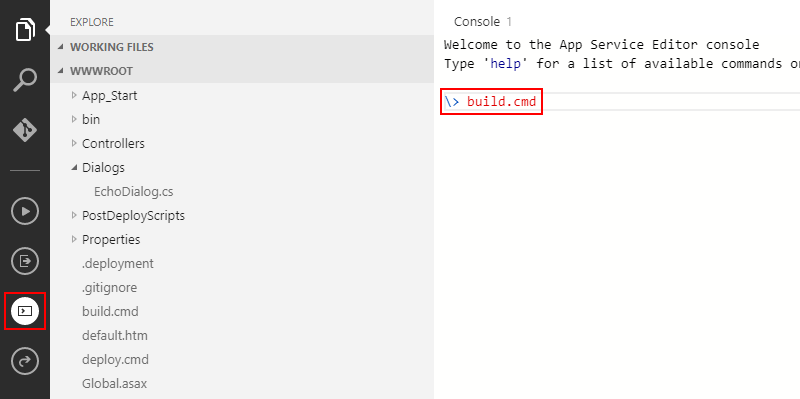 EXPLORE
WORKING FILES
WWWROOT
App_Start
bin
Controllers
Dialogs
EchoDialog.cs
PostDeployScripts
Properties
.deployment
.gitignore
build.cmd
default.htm
deploy.cmd
Global.asax
Console 1
Welcome to the App Service Editor console
Type 'help' for a list of available commands
\> build.cmd